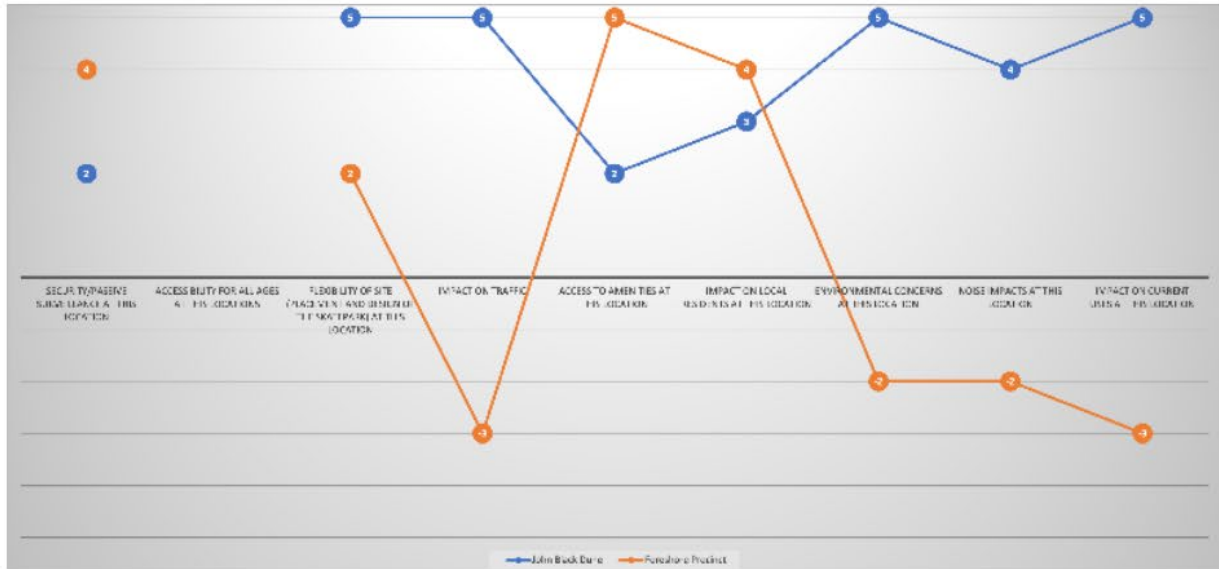 5 5 5 5 5
4 4 4
3
2 2 2
SECURITY/PASSIVE
SURVEILLANCE AT THIS
LOCATION
ACCESSIBILITY FOR ALL AGES
AT THIS LOCATIONS
FLEXIBILITY OF SITE
(PLACEMENT AND DESIGN OF
THE SKATEPARK) AT THIS
LOCATION
IMPACT ON TRAFFIC
ACCESS TO AMENITIES AT
THIS LOCATION
IMPACT ON LOCAL
RESIDENTS AT THIS LOCATION
ENVIRONMENTAL CONCERNS
AT THIS LOCATION
NOISE IMPACTS AT THIS
LOCATION
IMPACT ON CURRENT
USES AT THIS LOCATION
-2 -2
-3 -3
John Black Dune Foreshore Precinct